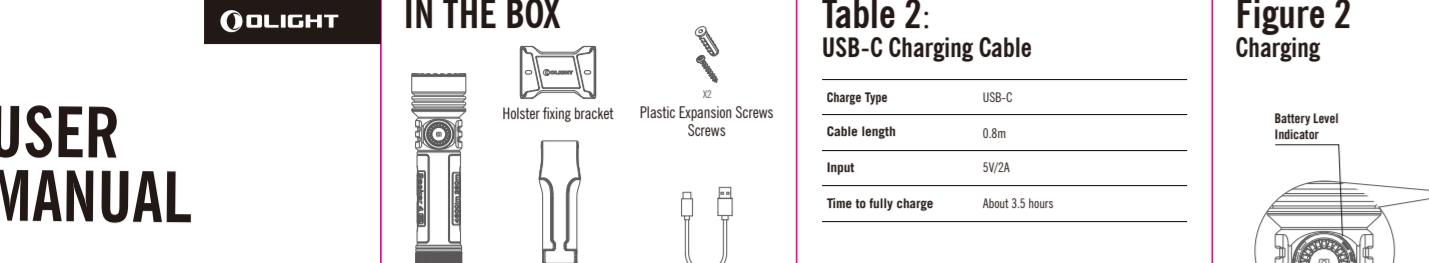 OLIGHT
USER
MANUAL
IN THE BOX
OLIGHT
Holster fixing bracket
X2
Plastic Expansion Screws
Screws
Table 2:
USB-C Charging Cable
Charge Type USB-C
Cable length 0.8m
Input 5V/2A
Time to fully charge About 3.5 hours
Figure 2
Charging
Battery Level
Indicator